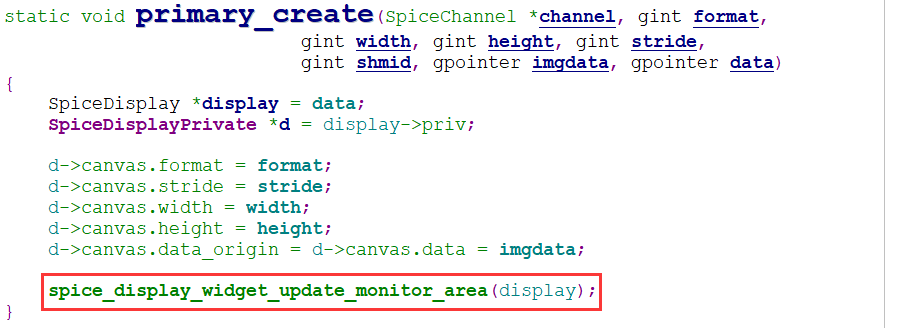 static void primary_create(SpiceChannel *channel, gint format,
                           gint width, gint height, gint stride,
                           gint shmid, gpointer imgdata, gpointer data)
{
    SpiceDisplay *display = data;
    SpiceDisplayPrivate *d = display->priv;

    d->canvas.format = format;
    d->canvas.stride = stride;
    d->canvas.width = width;
    d->canvas.height = height;
    d->canvas.data_origin = d->canvas.data = imgdata;

    spice_display_widget_update_monitor_area(display);
}